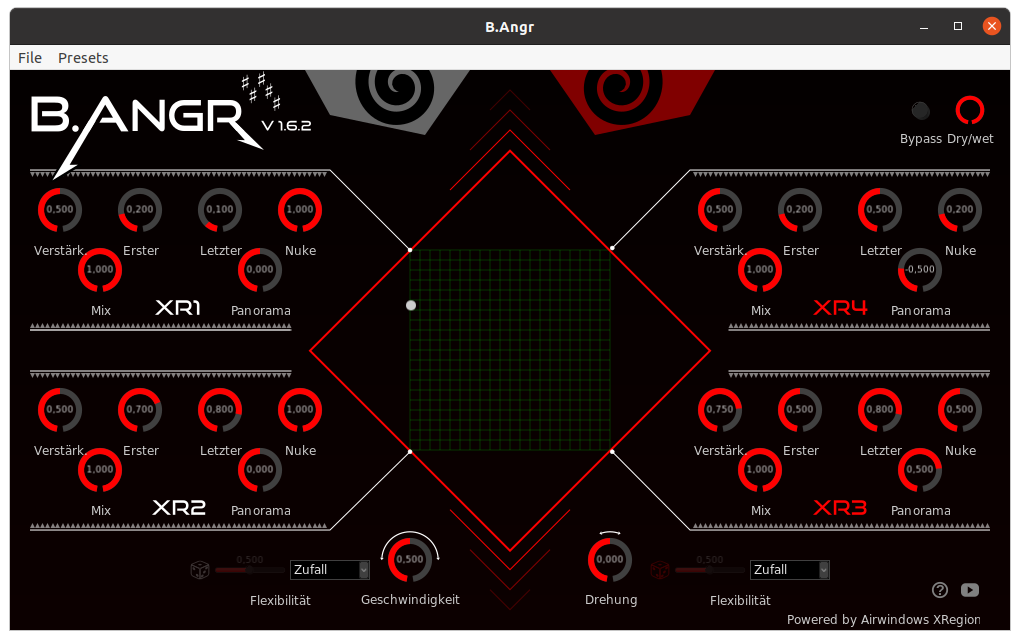 B.Angr
File Presets
B.ANGR
V 1.6.2
Bypass Dry/wet
0,500 0,200 0,100 1,000
Verstärk. Erster Letzter Nuke
1,000 0,000
Mix XR1 Panorama
0,500 0,200 0,500 0,200
Verstärk. Erster Letzter Nuke
1,000 -0,500
Mix XR4 Panorama
0,500 0,700 0,800 1,000
Verstärk. Erster Letzter Nuke
1,000 0,000
Mix XR2 Panorama
0,750 0,500 0,800 0,500
Verstärk. Erster Letzter Nuke
1,000 0,500
Mix XR3 Panorama
0,500 Zufall 0,500 0,000 0,500 Zufall
Flexibilität Geschwindigkeit Drehung Flexibilität
?
Powered by Airwindows XRegion